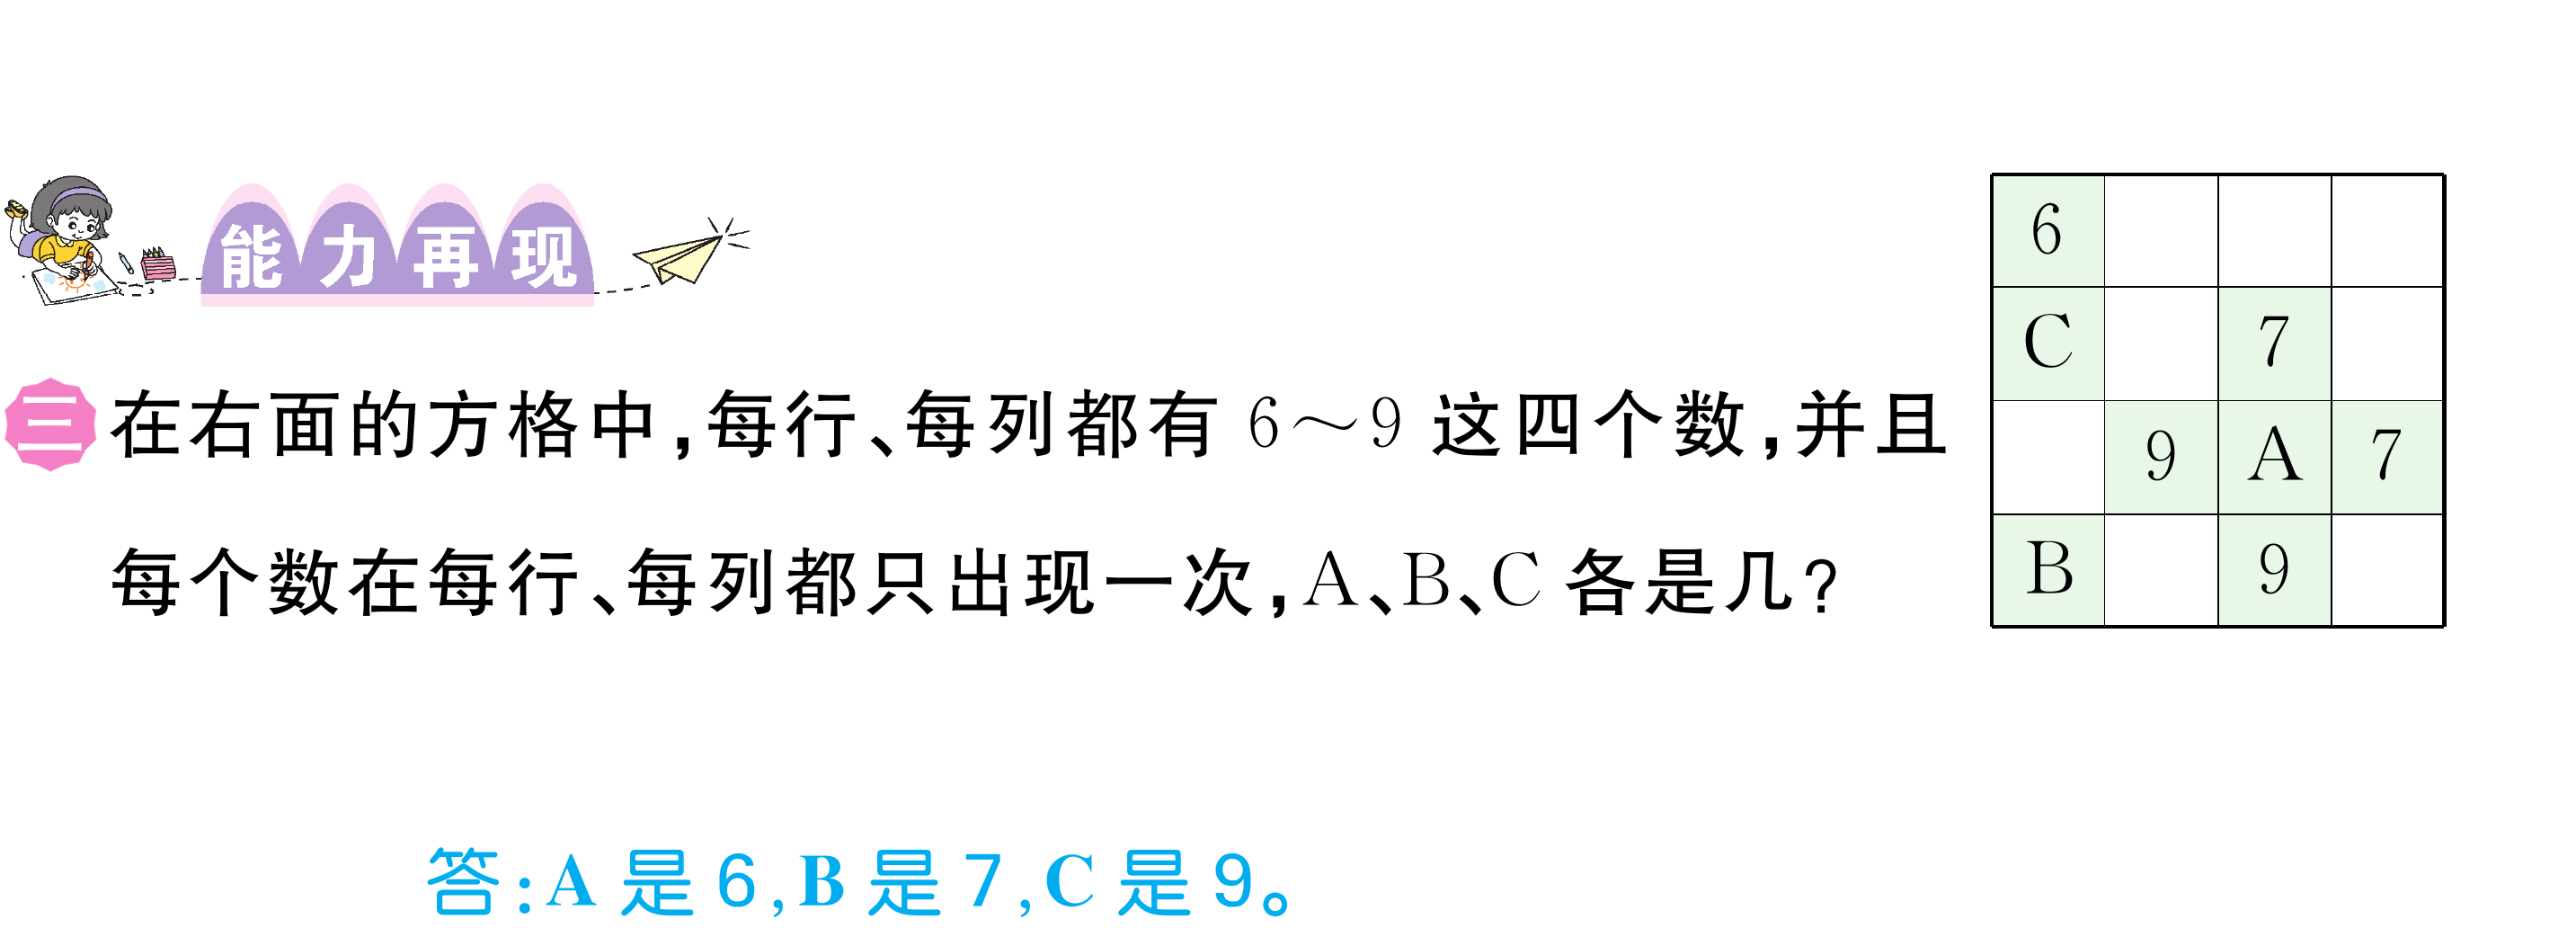 能力再现
三 在右面的方格中,每行、每列都有 6～9 这四个数,并且
每个数在每行、每列都只出现一次,A、B、C 各是几?
6
C 7
9 A 7
B 9
答:A 是 6,B 是 7,C 是 9。